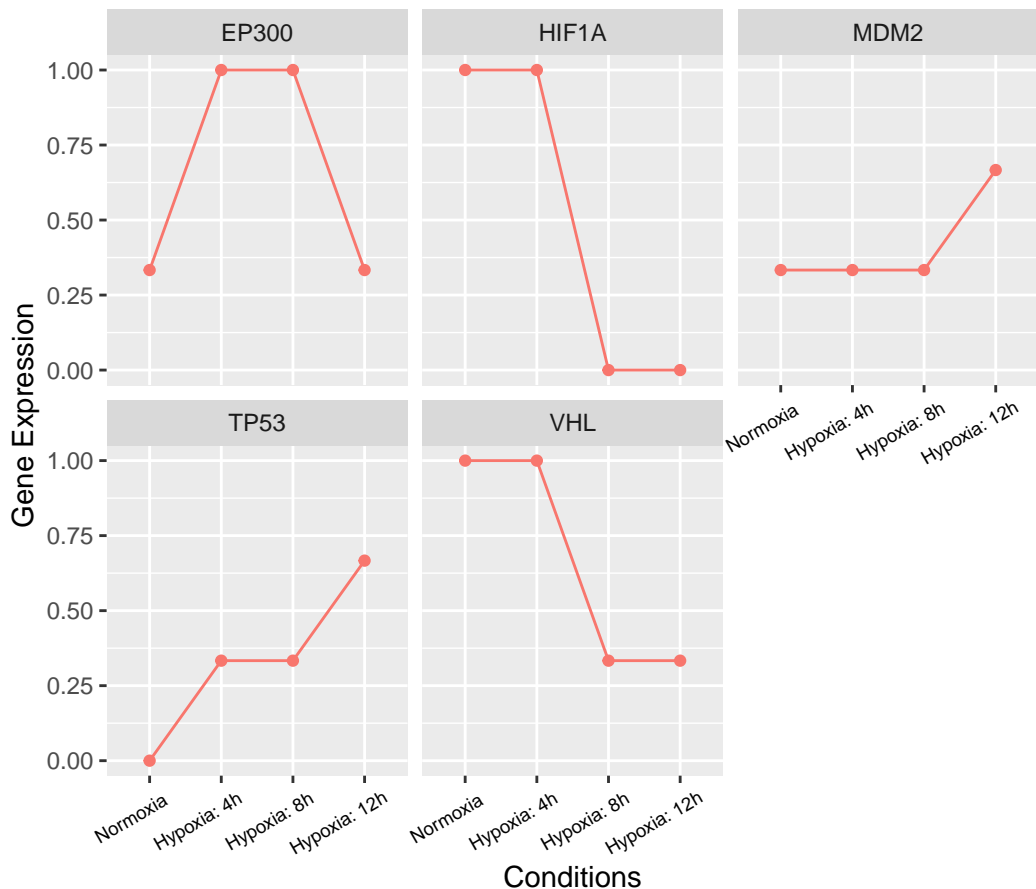 EP300 HIF1A MDM2
1.00
0.75
0.50
0.25
0.00
Normoxia Hypoxia: 4h Hypoxia: 8h Hypoxia: 12h
TP53 VHL
1.00
0.75
0.50
0.25
0.00
Normoxia Hypoxia: 4h Hypoxia: 8h Hypoxia: 12h Normoxia Hypoxia: 4h Hypoxia: 8h Hypoxia: 12h
Gene Expression
Conditions